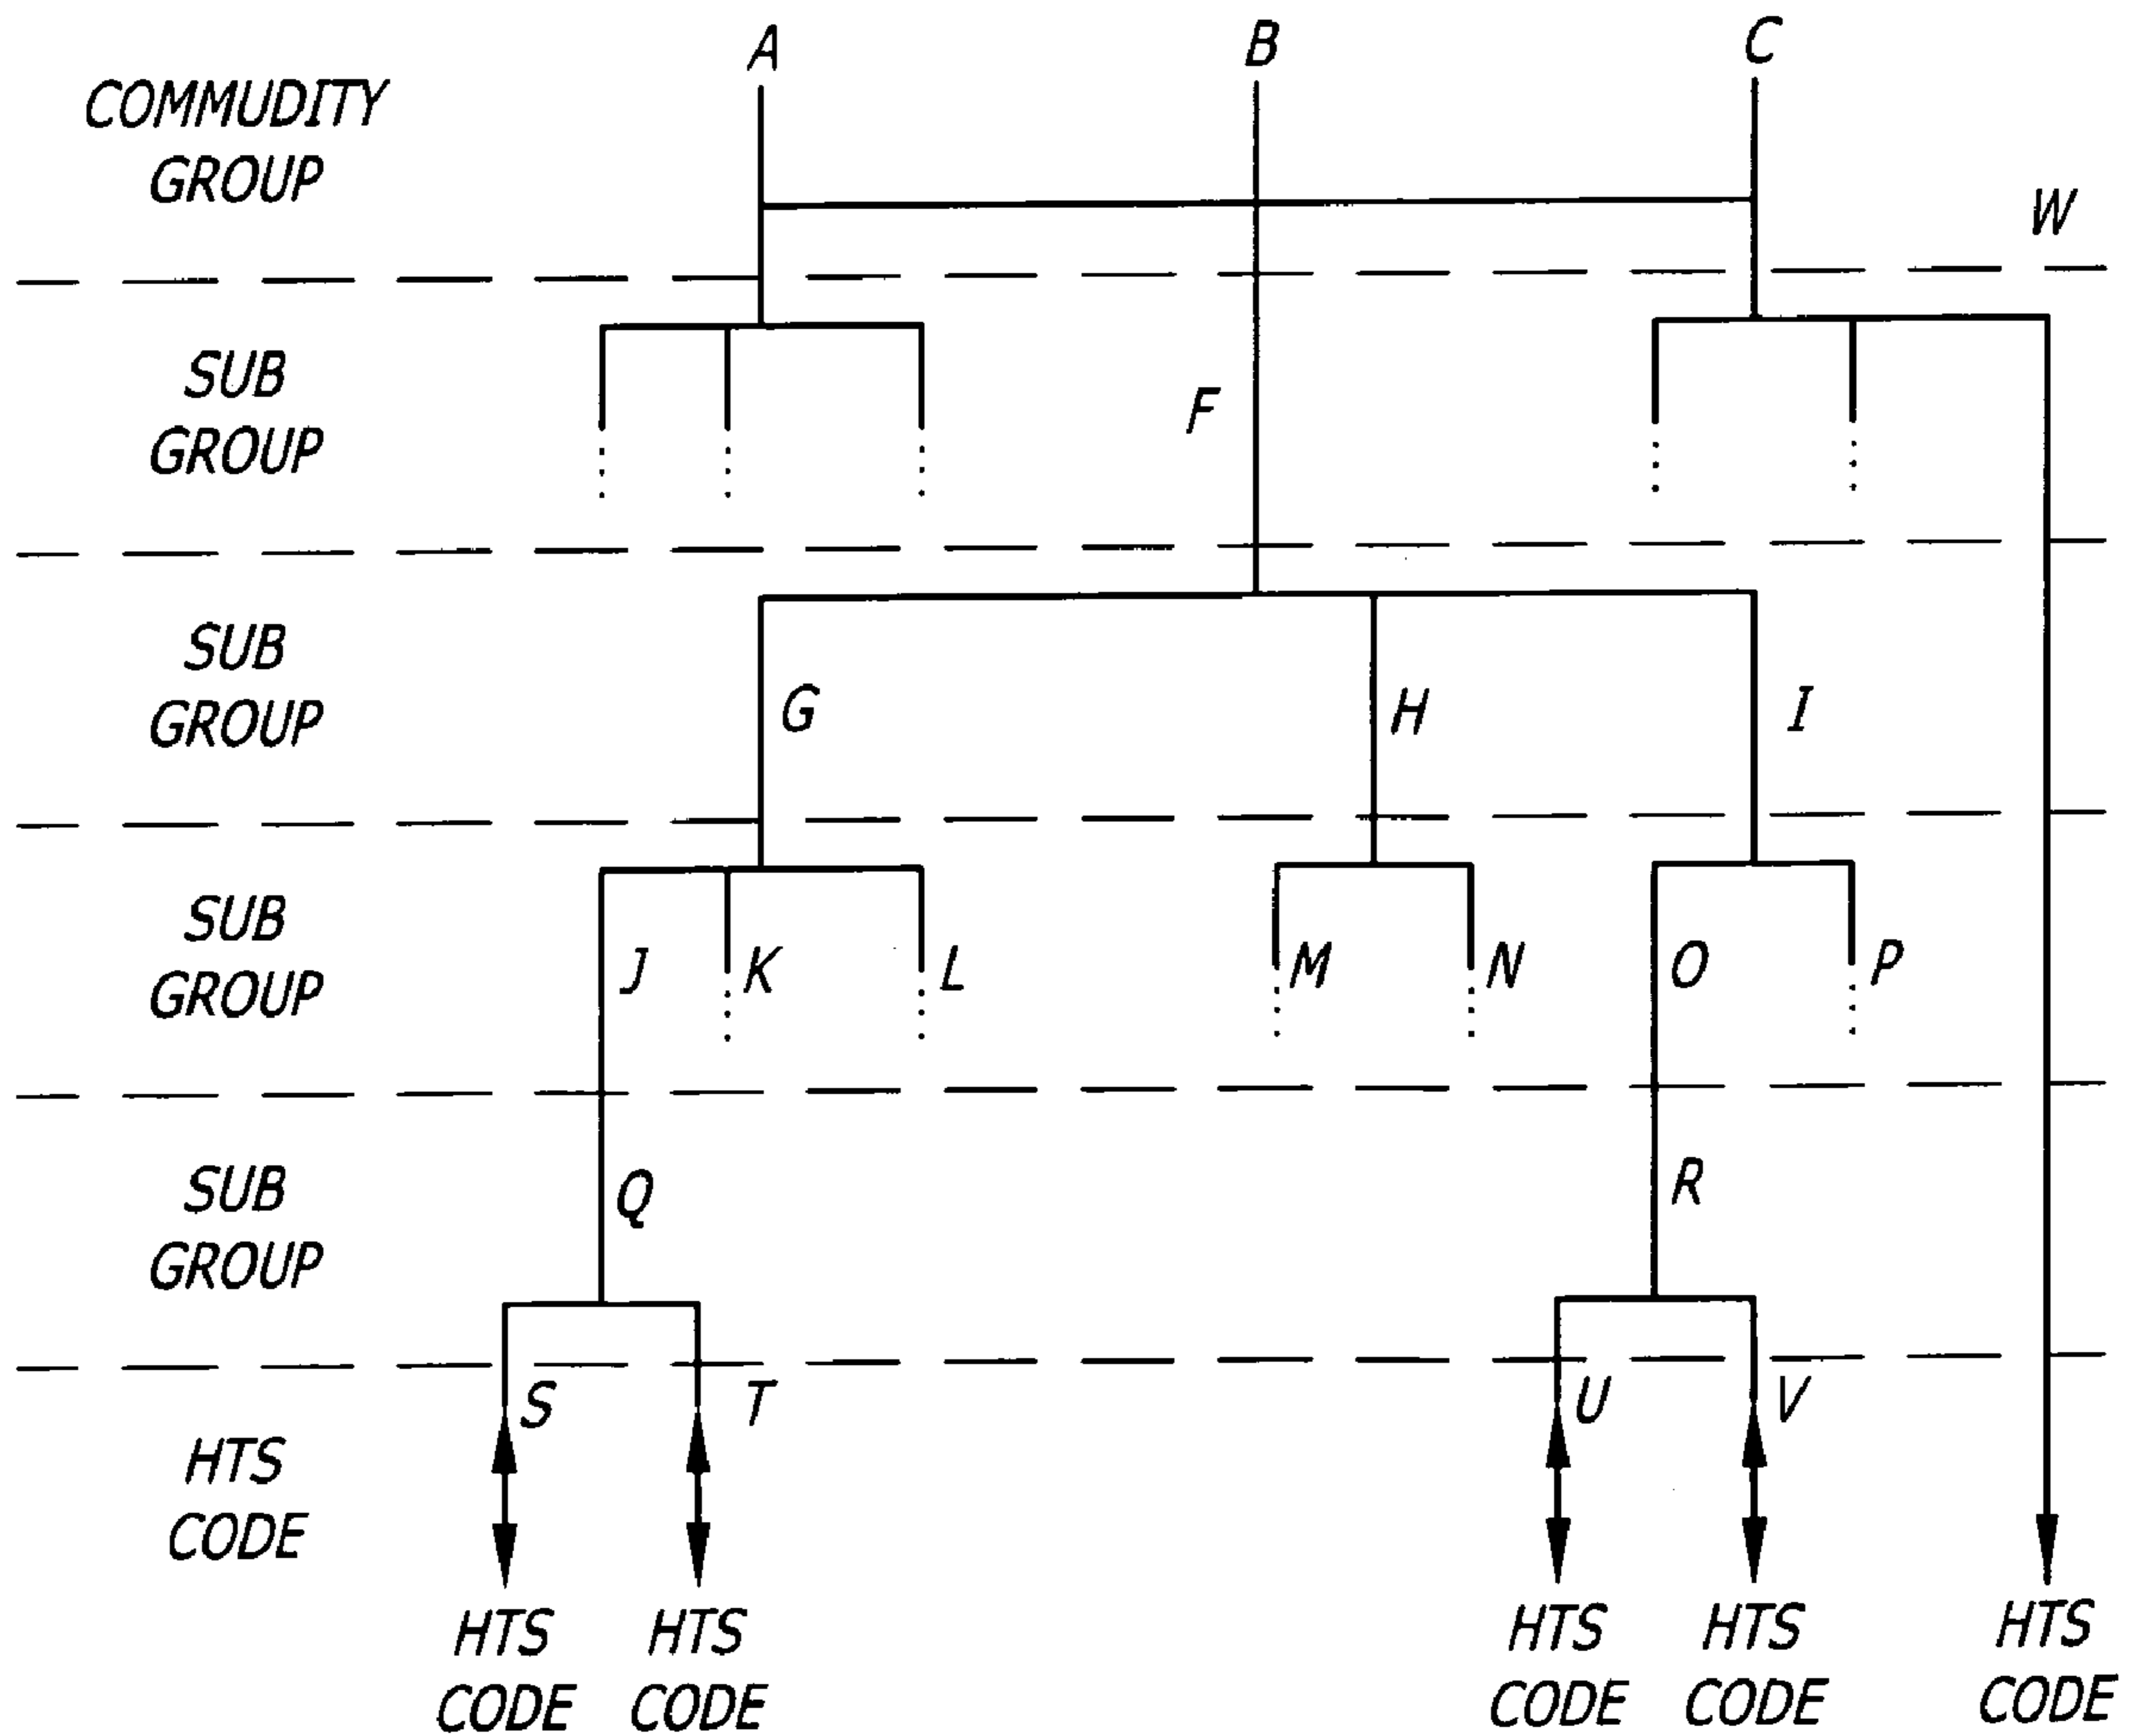 A B C
COMMUDITY
GROUP
W
SUB
GROUP
F
SUB
GROUP
G H I
SUB
GROUP
J K L M N O P
SUB
GROUP
Q R
S T U V
HTS
CODE
HTS HTS HTS HTS HTS
CODE CODE CODE CODE CODE